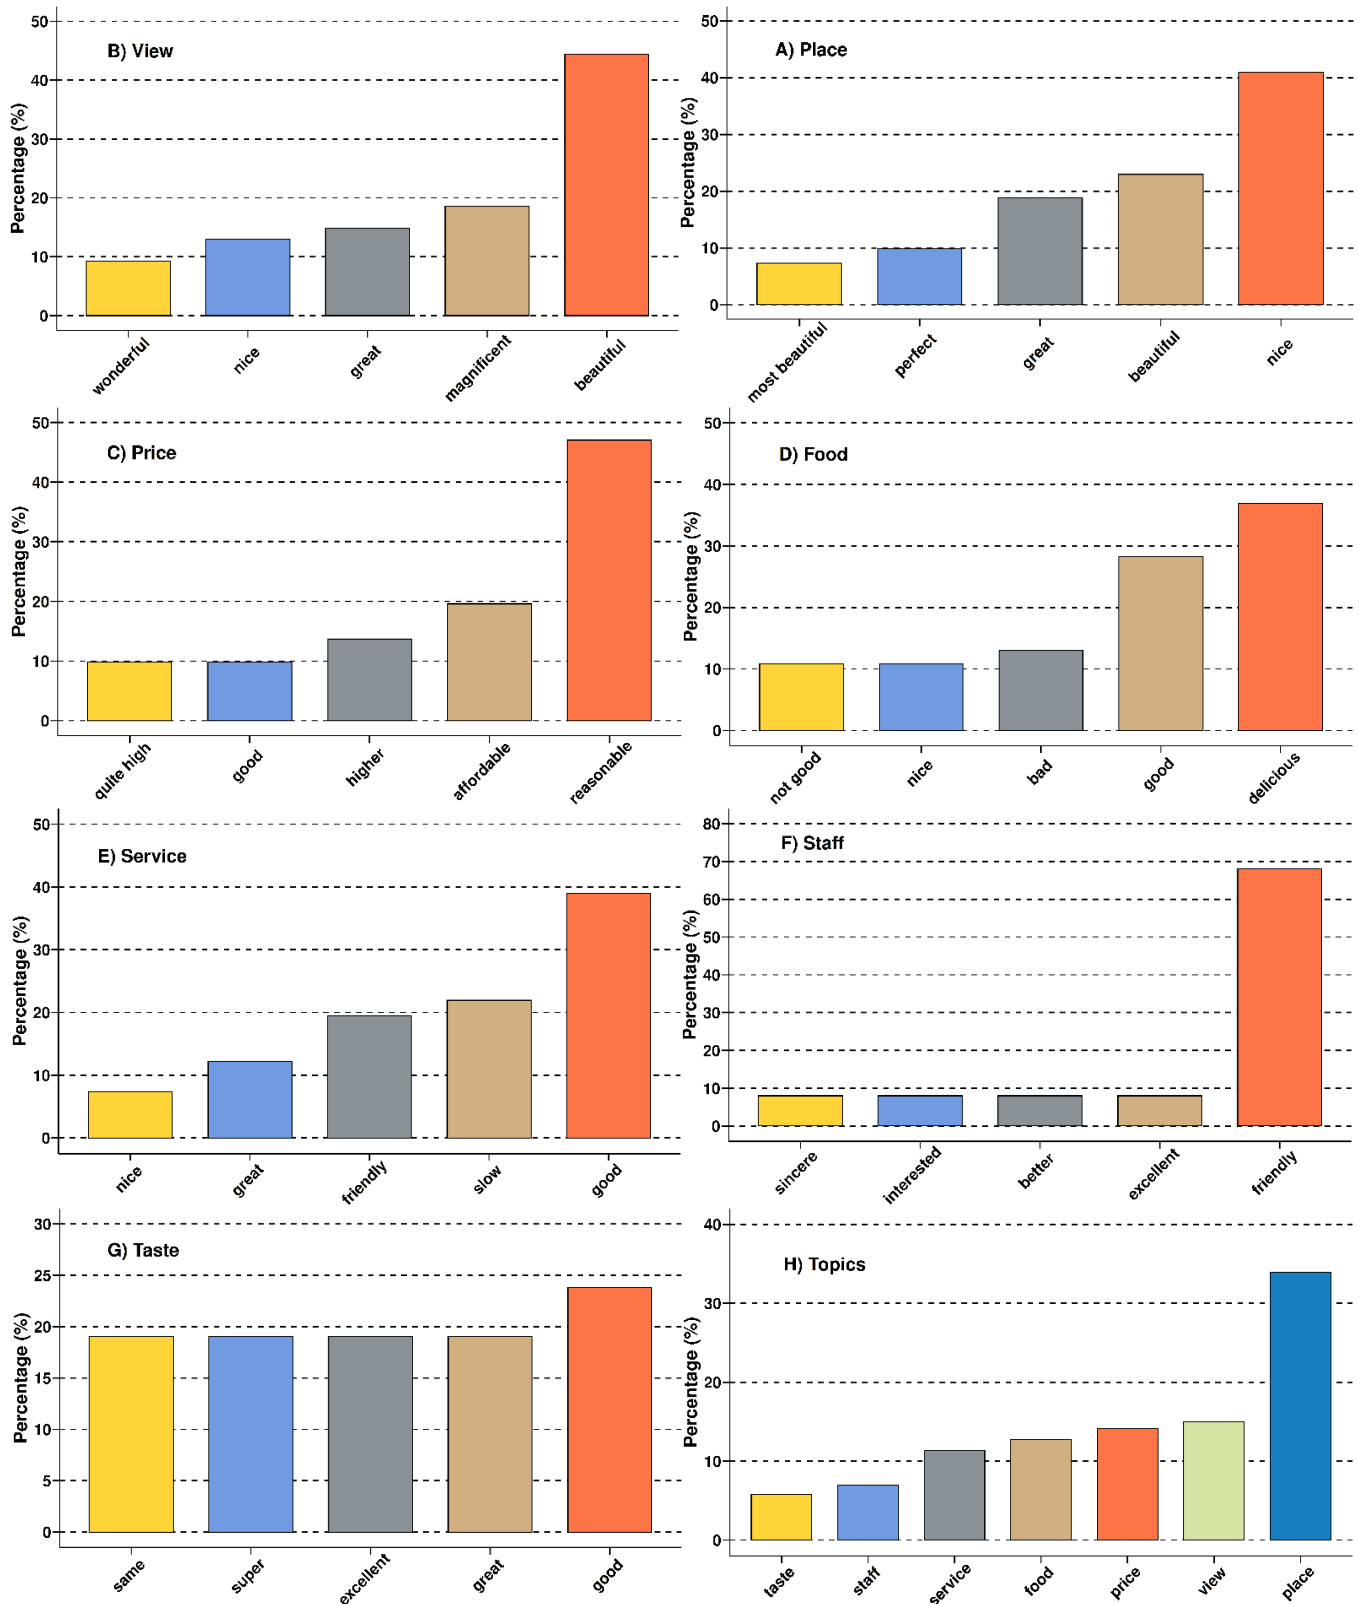 B) View
Percentage (%)
50
40
30
20
10
0
wonderful
nice
great
magnificent
beautiful
A) Place
Percentage (%)
50
40
30
20
10
0
most beautiful
perfect
great
beautiful
nice
C) Price
Percentage (%)
50
40
30
20
10
0
quite high
good
higher
affordable
reasonable
D) Food
Percentage (%)
50
40
30
20
10
0
not good
nice
bad
good
delicious
E) Service
Percentage (%)
50
40
30
20
10
0
nice
great
friendly
slow
good
F) Staff
Percentage (%)
80
70
60
50
40
30
20
10
0
sincere
interested
better
excellent
friendly
G) Taste
Percentage (%)
30
25
20
15
10
5
0
same
super
excellent
great
good
H) Topics
Percentage (%)
40
30
20
10
0
taste
staff
service
food
price
view
place